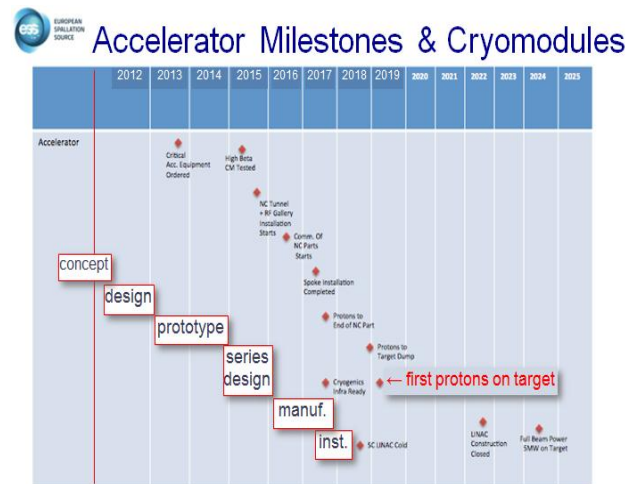 ess
EUROPEAN
SPALLATION
SOURCE
Accelerator Milestones & Cryomodules
2012 2013 2014 2015 2016 2017 2018 2019 2020 2021 2022 2023 2024 2025
Accelerator
Critical
Acc. Equipment
Ordered
High Beta
CM Tested
NC Tunnel
+ RF Gallery
Installation
Starts
Comm. Of
NC Parts
Starts
concept
Spoke Installation
Completed
design
Protons to
End of NC Part
prototype
Protons to
Target Dump
series
design
Cryogenics
Infra Ready
← first protons on target
manuf.
inst.
SC LINAC Cold
LINAC
Construction
Closed
Full Beam Power
5MW on Target